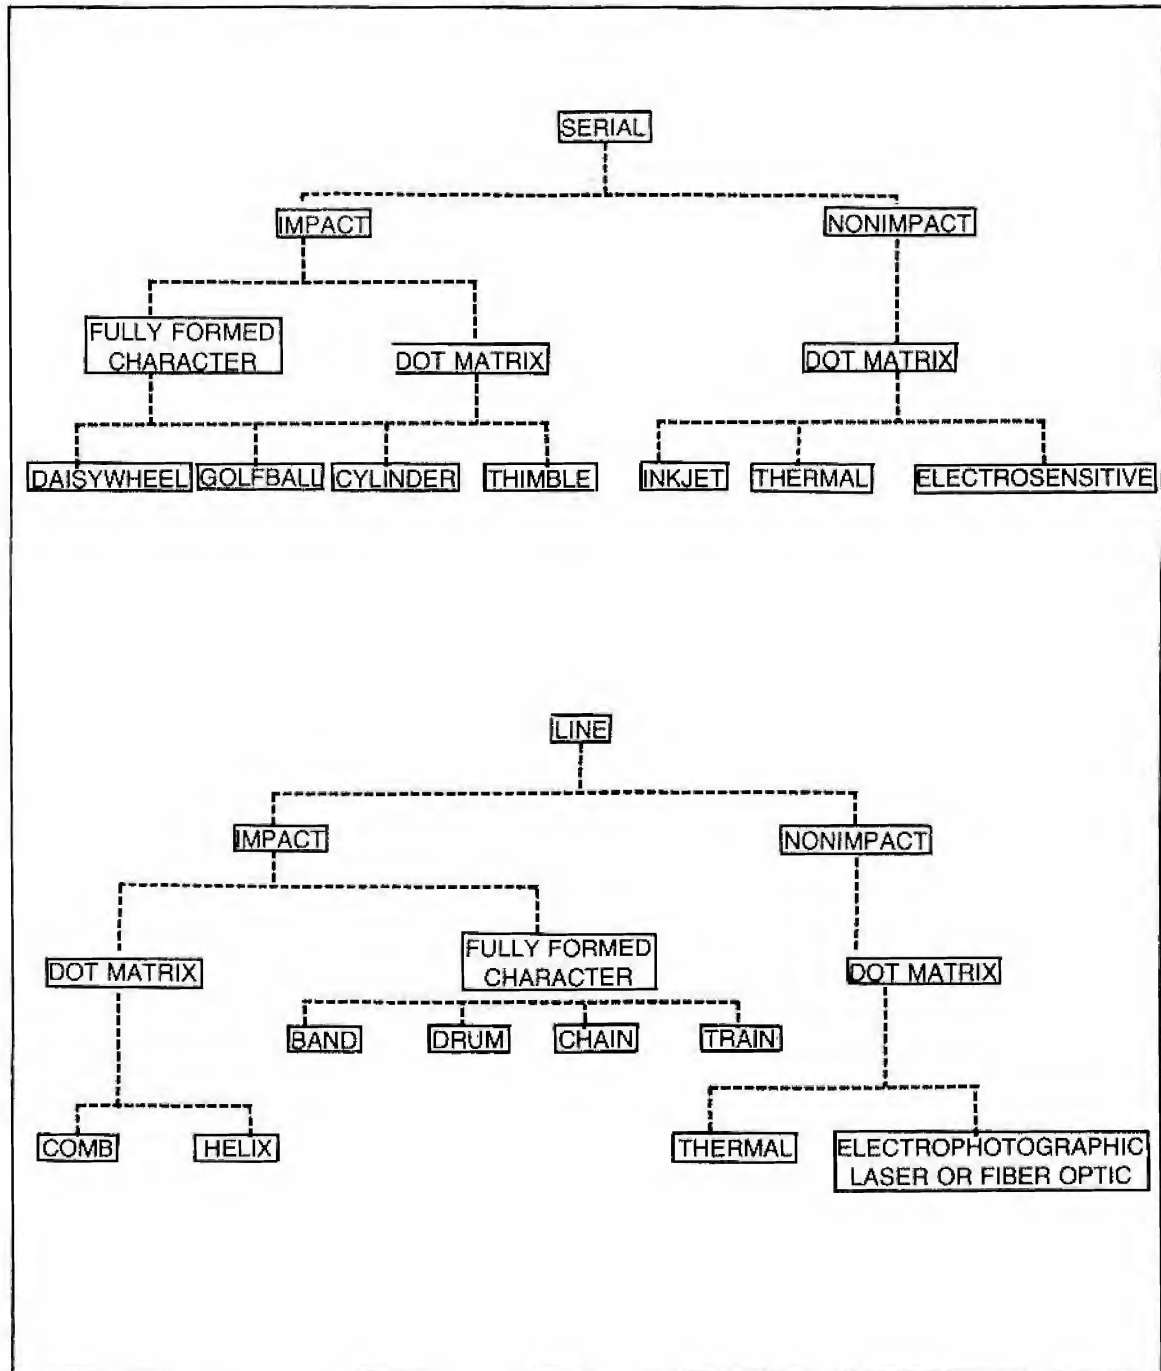 SERIAL
IMPACT
NONIMPACT
FULLY FORMED
CHARACTER
DOT MATRIX
DOT MATRIX
DAISYWHEEL
GOLFBALL
CYLINDER
THIMBLE
INKJET
THERMAL
ELECTROSENSITIVE
LINE
IMPACT
NONIMPACT
DOT MATRIX
FULLY FORMED
CHARACTER
DOT MATRIX
BAND
DRUM
CHAIN
TRAIN
COMB
HELIX
THERMAL
ELECTROPHOTOGRAPHIC
LASER OR FIBER OPTIC